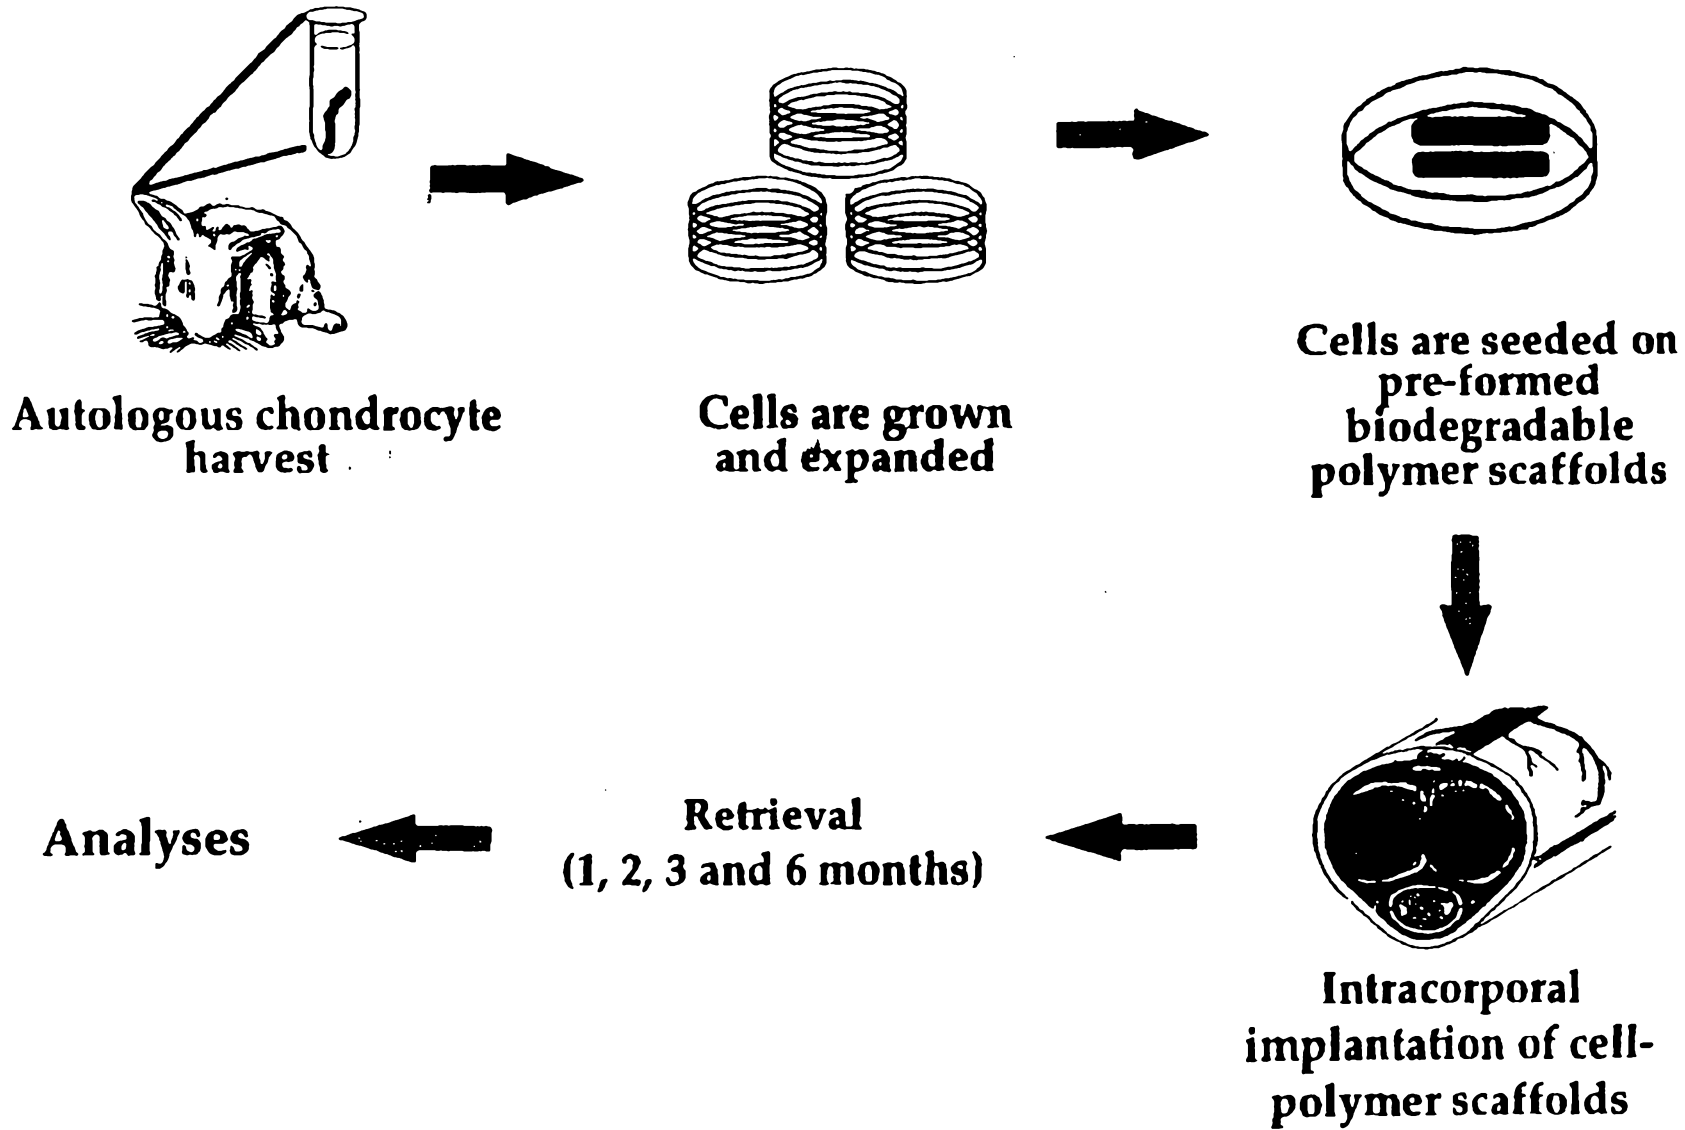 Autologous chondrocyte
harvest
Cells are grown
and expanded
Cells are seeded on
pre-formed
biodegradable
polymer scaffolds
Intracorporal
implantation of cell-
polymer scaffolds
Retrieval
(1, 2, 3 and 6 months)
Analyses